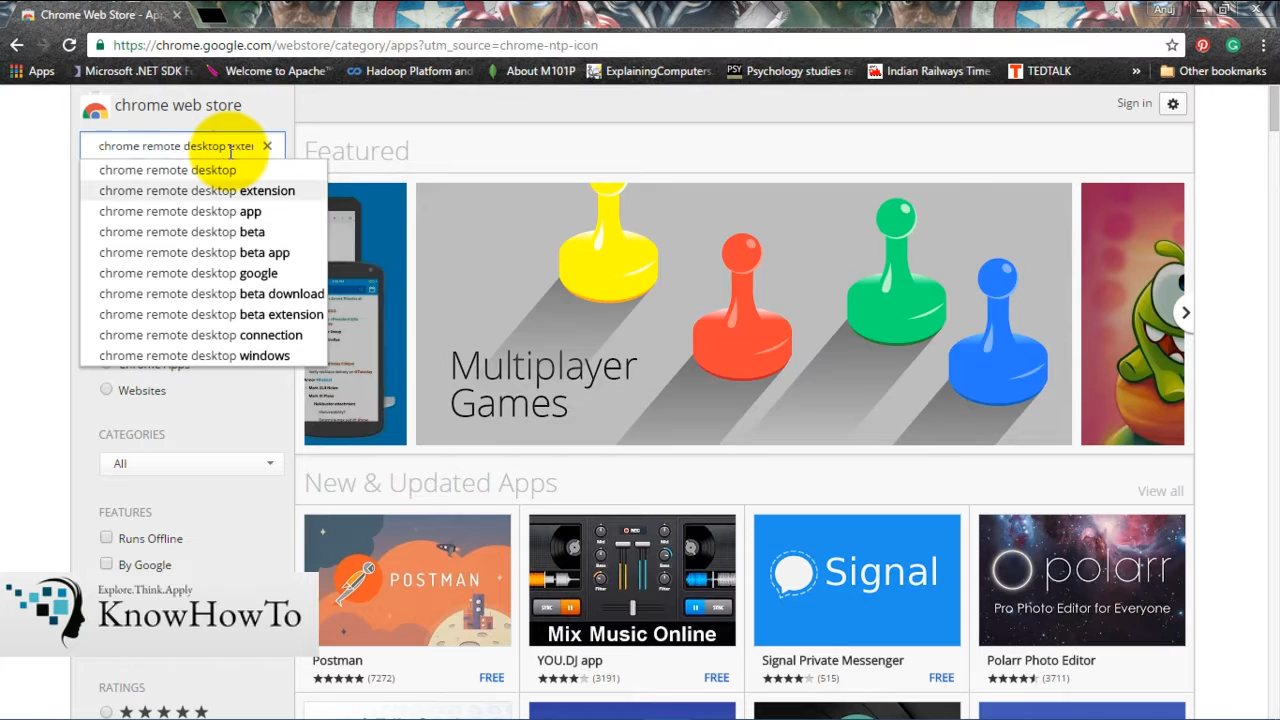 Chrome Web Store - Ap
Anuj
https://chrome.google.com/webstore/category/apps?utm_source=chrome-ntp-icon
Apps
Microsoft .NET SDK F
Welcome to Apache
Hadoop Platform and
About M101P
ExplainingComputers
PSY
Psychology studies re
Indian Railways Time
T
TEDTALK
»
Other bookmarks
chrome web store
Sign in
chrome remote desktop exter
Featured
chrome remote desktop
chrome remote desktop extension
chrome remote desktop app
chrome remote desktop beta
chrome remote desktop beta app
chrome remote desktop google
chrome remote desktop beta download
chrome remote desktop beta extension
chrome remote desktop connection
chrome remote desktop windows
Multiplayer
Games
Websites
CATEGORIES
All
FEATURES
Runs Offline
By Google
Explore.Think.Apply
KnowHowTo
RATINGS
New & Updated Apps
View all
POSTMAN
SYNC
SYNC
Mix Music Online
Signal
polarr
Pro Photo Editor for Everyone
Postman
(7272)
FREE
YOU.DJ app
(3191)
FREE
Signal Private Messenger
(515)
FREE
Polarr Photo Editor
(3711)